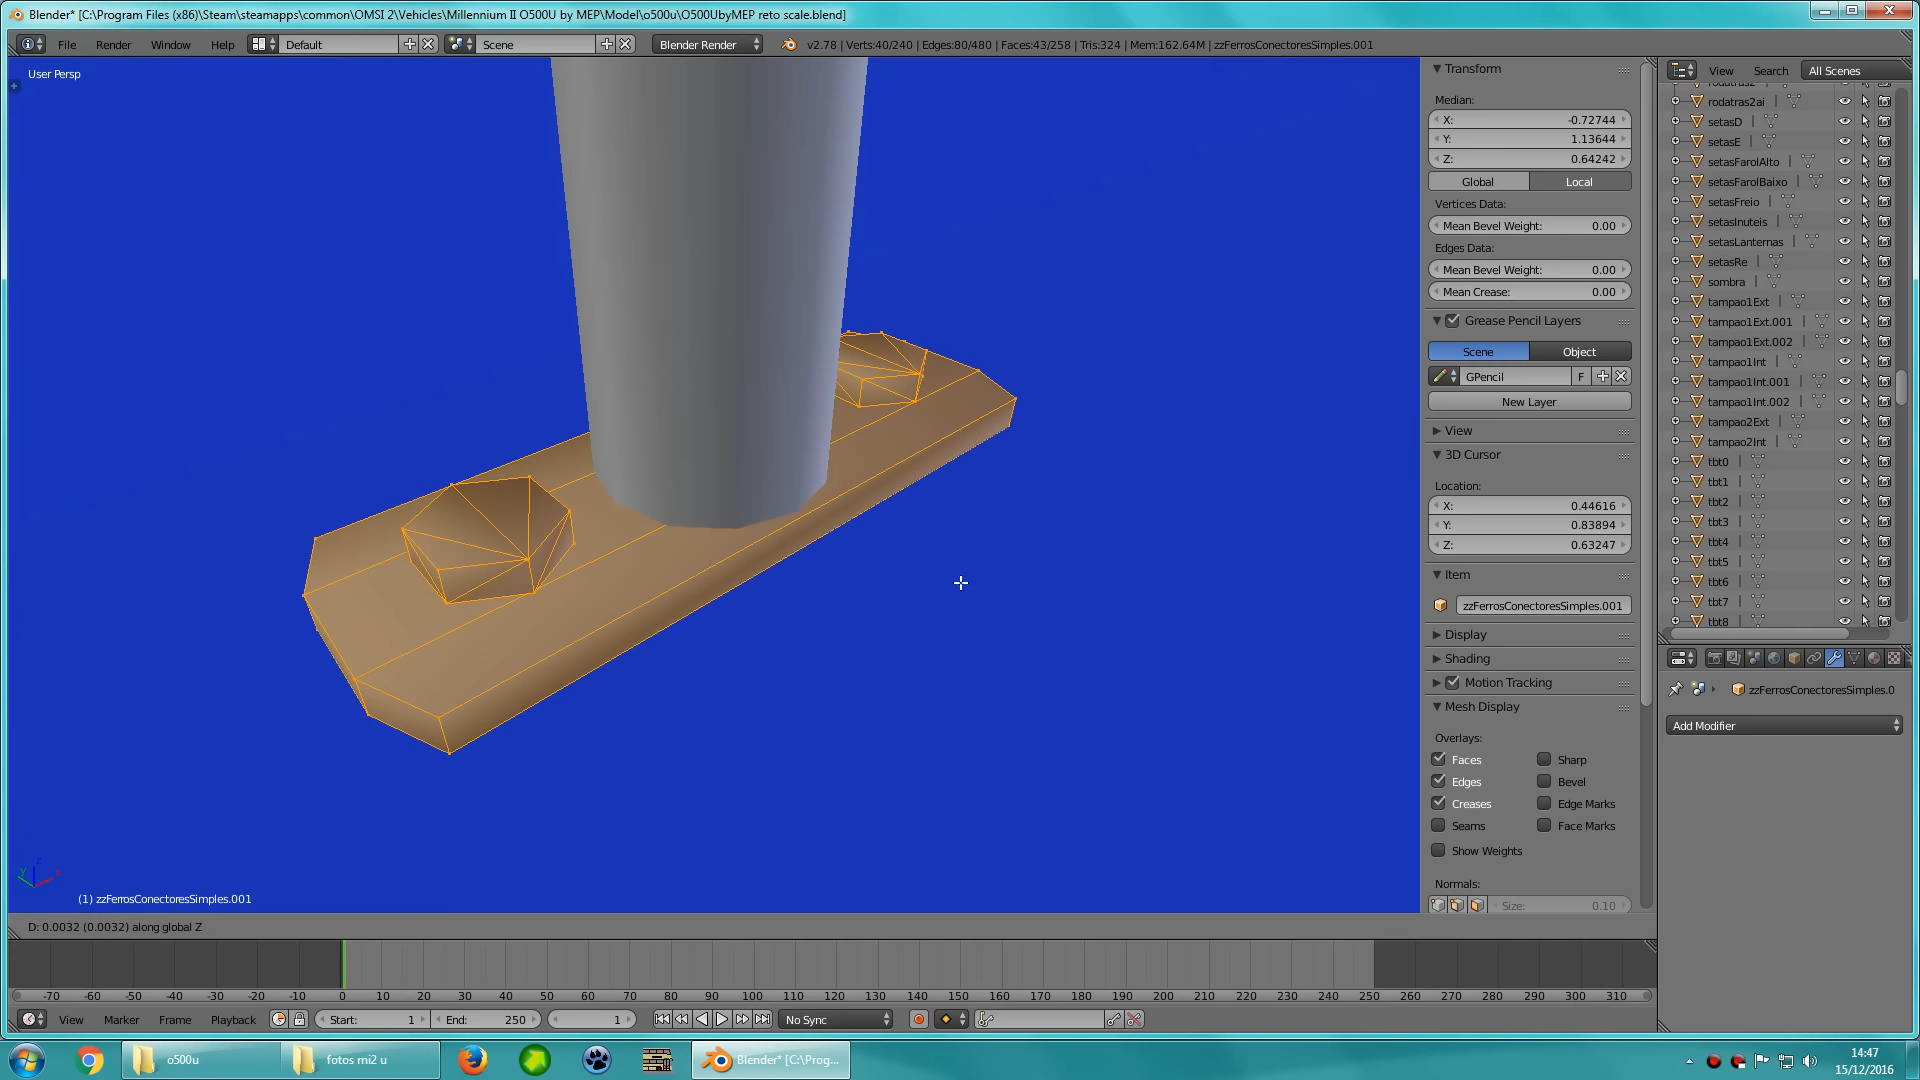 Blender* [C:\Program Files (x86)\Steam\steamapps\common\OMSI 2\Vehicles\Millennium II O500U by MEP\Model\o500u\O500UbyMEP reto scale.blend]
File Render Window Help Default Scene Blender Render v2.78 | Verts:40/240 | Edges:80/480 | Faces:43/258 | Tris:324 | Mem:162.64M | zzFerrosConectoresSimples.001
User Persp
(1) zzFerrosConectoresSimples.001
D: 0.0032 (0.0032) along global Z
Transform
Median:
X: -0.72744
Y: 1.13644
Z: 0.64242
Global Local
Vertices Data:
Mean Bevel Weight: 0.00
Edges Data:
Mean Bevel Weight: 0.00
Mean Crease: 0.00
Grease Pencil Layers
Scene Object
GPencil F
New Layer
View
3D Cursor
Location:
X: 0.44616
Y: 0.83894
Z: 0.63247
Item
zzFerrosConectoresSimples.001
Display
Shading
Motion Tracking
Mesh Display
Overlays:
Faces Sharp
Edges Bevel
Creases Edge Marks
Seams Face Marks
Show Weights
Normals:
Size: 0.10
View Search All Scenes
rodatras2ai
setasD
setasE
setasFarolAlto
setasFarolBaixo
setasFreio
setasInuteis
setasLanternas
setasRe
sombra
tampao1Ext
tampao1Ext.001
tampao1Ext.002
tampao1Int
tampao1Int.001
tampao1Int.002
tampao2Ext
tampao2Int
tbt0
tbt1
tbt2
tbt3
tbt4
tbt5
tbt6
tbt7
tbt8
zzFerrosConectoresSimples.0
Add Modifier
-70 -60 -50 -40 -30 -20 -10 0 10 20 30 40 50 60 70 80 90 100 110 120 130 140 150 160 170 180 190 200 210 220 230 240 250 260 270 280 290 300 310
View Marker Frame Playback Start: 1 End: 250 1 No Sync
o500u fotos mi2 u Blender* [C:\Prog...
14:47
15/12/2016